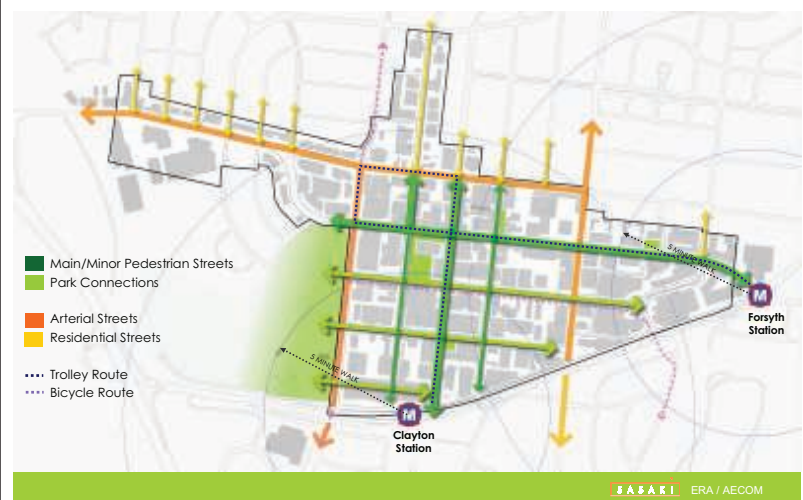 5 MINUTE WALK
Main/Minor Pedestrian Streets
Park Connections
M
Forsyth
Station
Arterial Streets
Residential Streets
5 MINUTE WALK
Trolley Route
Bicycle Route
M
Clayton
Station
SASAKI ERA / AECOM